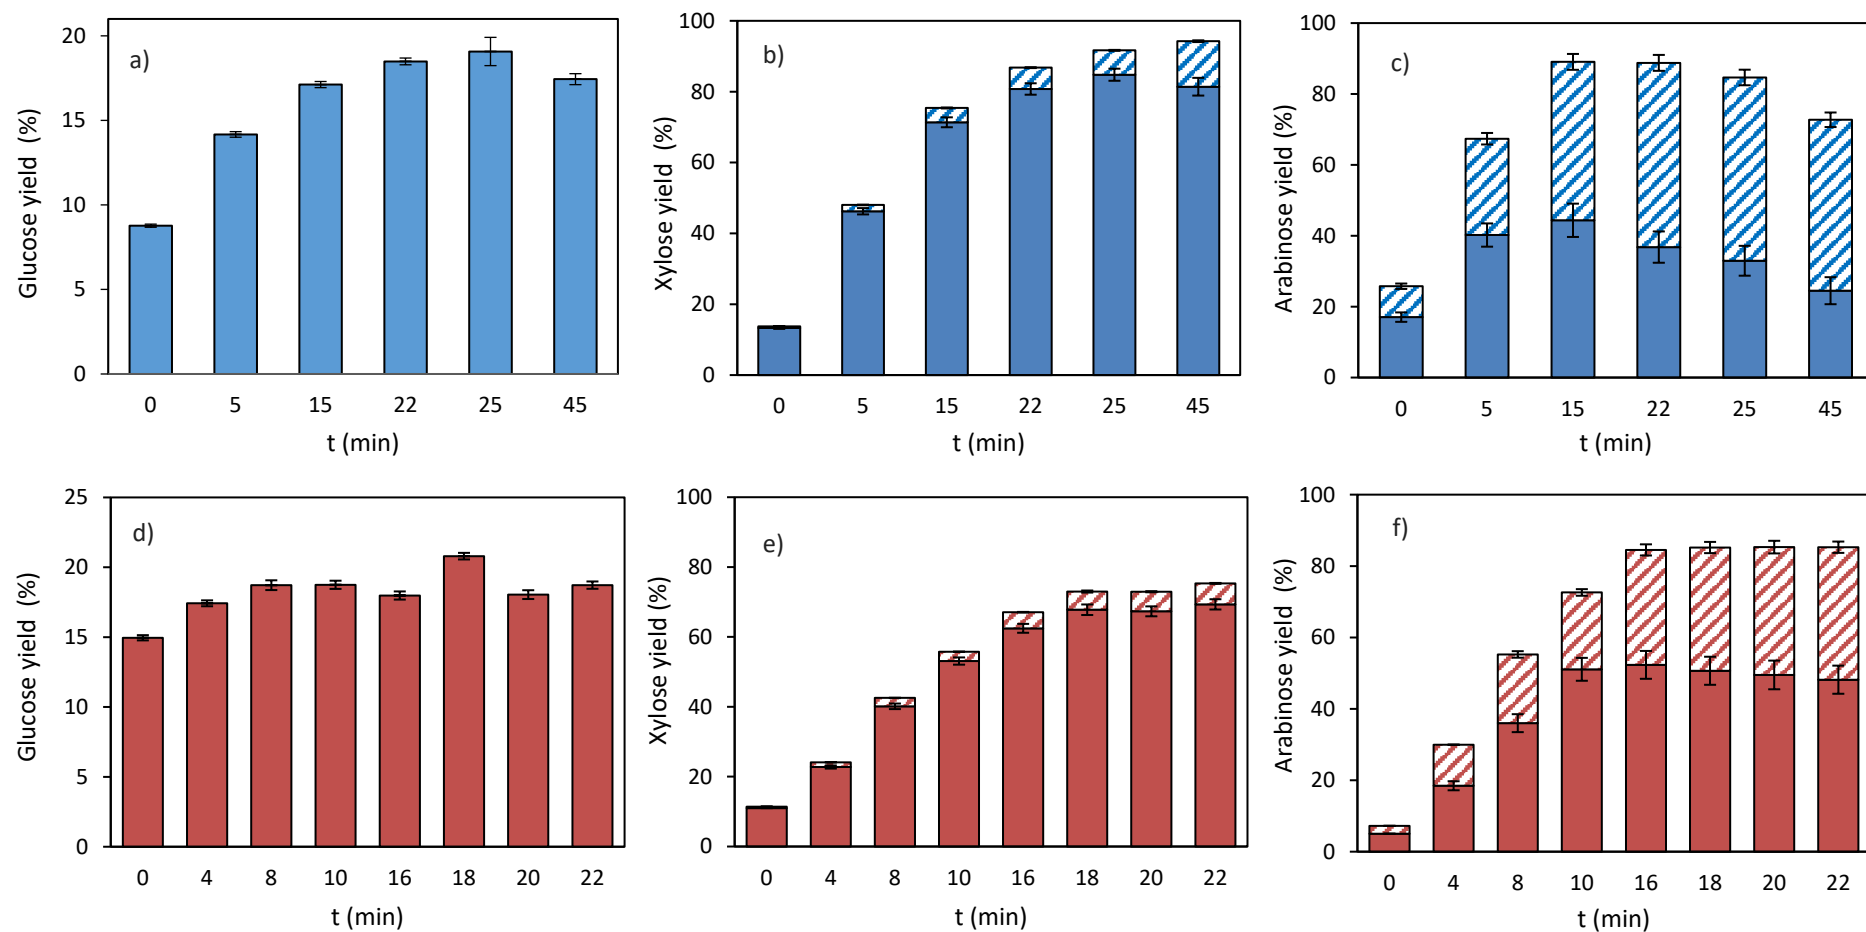 a)
Glucose yield (%)
20
15
10
5
0
0 5 15 22 25 45
t (min)
b)
Xylose yield (%)
100
80
60
40
20
0
0 5 15 22 25 45
t (min)
c)
Arabinose yield (%)
100
80
60
40
20
0
0 5 15 22 25 45
t (min)
d)
Glucose yield (%)
25
20
15
10
5
0
0 4 8 10 16 18 20 22
t (min)
e)
Xylose yield (%)
100
80
60
40
20
0
0 4 8 10 16 18 20 22
t (min)
f)
Arabinose yield (%)
100
80
60
40
20
0
0 4 8 10 16 18 20 22
t (min)